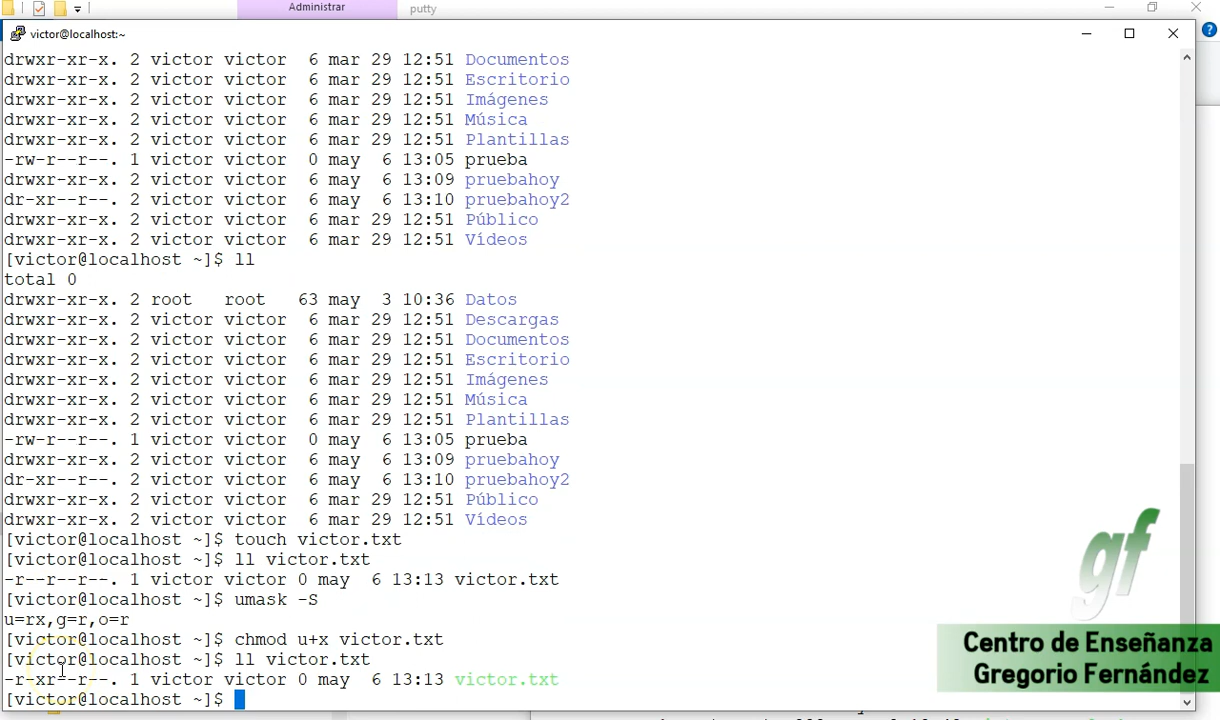 Administrar putty
victor@localhost:~
drwxr-xr-x. 2 victor victor  6 mar 29 12:51 Documentos
drwxr-xr-x. 2 victor victor  6 mar 29 12:51 Escritorio
drwxr-xr-x. 2 victor victor  6 mar 29 12:51 Imágenes
drwxr-xr-x. 2 victor victor  6 mar 29 12:51 Música
drwxr-xr-x. 2 victor victor  6 mar 29 12:51 Plantillas
-rw-r--r--. 1 victor victor  0 may  6 13:05 prueba
drwxr-xr-x. 2 victor victor  6 may  6 13:09 pruebahoy
dr-xr--r--. 2 victor victor  6 may  6 13:10 pruebahoy2
drwxr-xr-x. 2 victor victor  6 mar 29 12:51 Público
drwxr-xr-x. 2 victor victor  6 mar 29 12:51 Vídeos
[victor@localhost ~]$ ll
total 0
drwxr-xr-x. 2 root   root   63 may  3 10:36 Datos
drwxr-xr-x. 2 victor victor  6 mar 29 12:51 Descargas
drwxr-xr-x. 2 victor victor  6 mar 29 12:51 Documentos
drwxr-xr-x. 2 victor victor  6 mar 29 12:51 Escritorio
drwxr-xr-x. 2 victor victor  6 mar 29 12:51 Imágenes
drwxr-xr-x. 2 victor victor  6 mar 29 12:51 Música
drwxr-xr-x. 2 victor victor  6 mar 29 12:51 Plantillas
-rw-r--r--. 1 victor victor  0 may  6 13:05 prueba
drwxr-xr-x. 2 victor victor  6 may  6 13:09 pruebahoy
dr-xr--r--. 2 victor victor  6 may  6 13:10 pruebahoy2
drwxr-xr-x. 2 victor victor  6 mar 29 12:51 Público
drwxr-xr-x. 2 victor victor  6 mar 29 12:51 Vídeos
[victor@localhost ~]$ touch victor.txt
[victor@localhost ~]$ ll victor.txt
-r--r--r--. 1 victor victor 0 may  6 13:13 victor.txt
[victor@localhost ~]$ umask -S
u=rx,g=r,o=r
[victor@localhost ~]$ chmod u+x victor.txt
[victor@localhost ~]$ ll victor.txt
-r-xr--r--. 1 victor victor 0 may  6 13:13 victor.txt
[victor@localhost ~]$
gf
Centro de Enseñanza
Gregorio Fernández